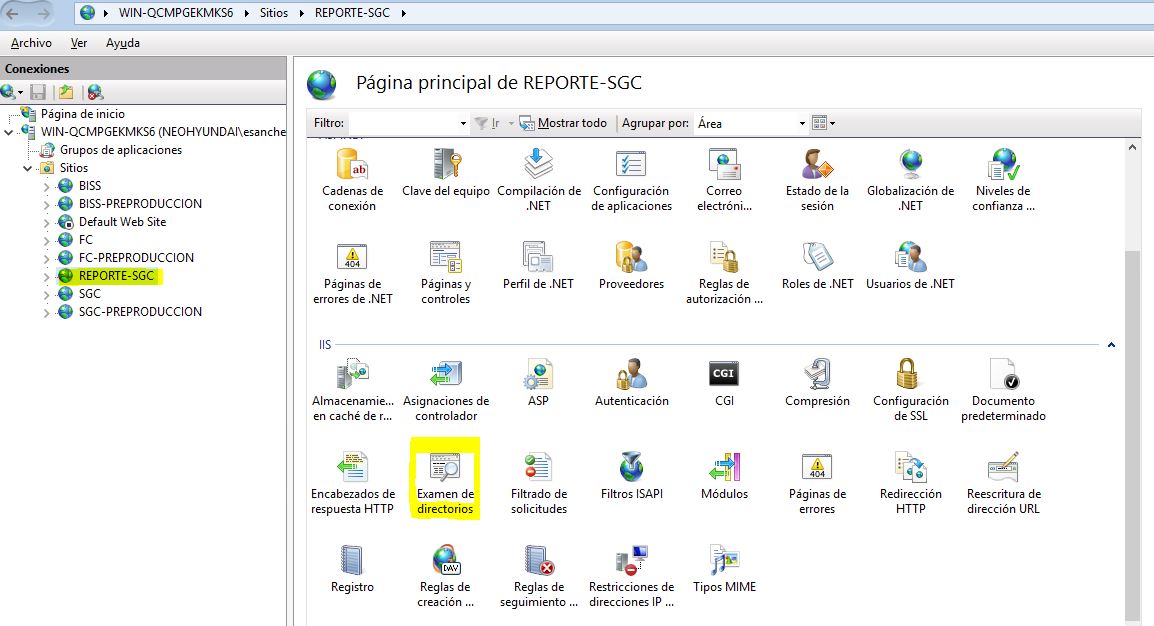 WIN-QCMPGEKMKS6 Sitios REPORTE-SGC
Archivo Ver Ayuda
Conexiones
Página de inicio
WIN-QCMPGEKMKS6 (NEOHYUNDAI\esanche
Grupos de aplicaciones
Sitios
BISS
BISS-PREPRODUCCION
Default Web Site
FC
FC-PREPRODUCCION
REPORTE-SGC
SGC
SGC-PREPRODUCCION
Página principal de REPORTE-SGC
Filtro: Ir Mostrar todo Agrupar por: Área
Cadenas de conexión
Clave del equipo
Compilación de .NET
Configuración de aplicaciones
Correo electróni...
Estado de la sesión
Globalización de .NET
Niveles de confianza ...
Páginas de errores de .NET
Páginas y controles
Perfil de .NET
Proveedores
Reglas de autorización ...
Roles de .NET
Usuarios de .NET
IIS
Almacenamie... en caché de r...
Asignaciones de controlador
ASP
Autenticación
CGI
Compresión
Configuración de SSL
Documento predeterminado
Encabezados de respuesta HTTP
Examen de directorios
Filtrado de solicitudes
Filtros ISAPI
Módulos
Páginas de errores
Redirección HTTP
Reescritura de dirección URL
Registro
Reglas de creación ...
Reglas de seguimiento ...
Restricciones de direcciones IP ...
Tipos MIME